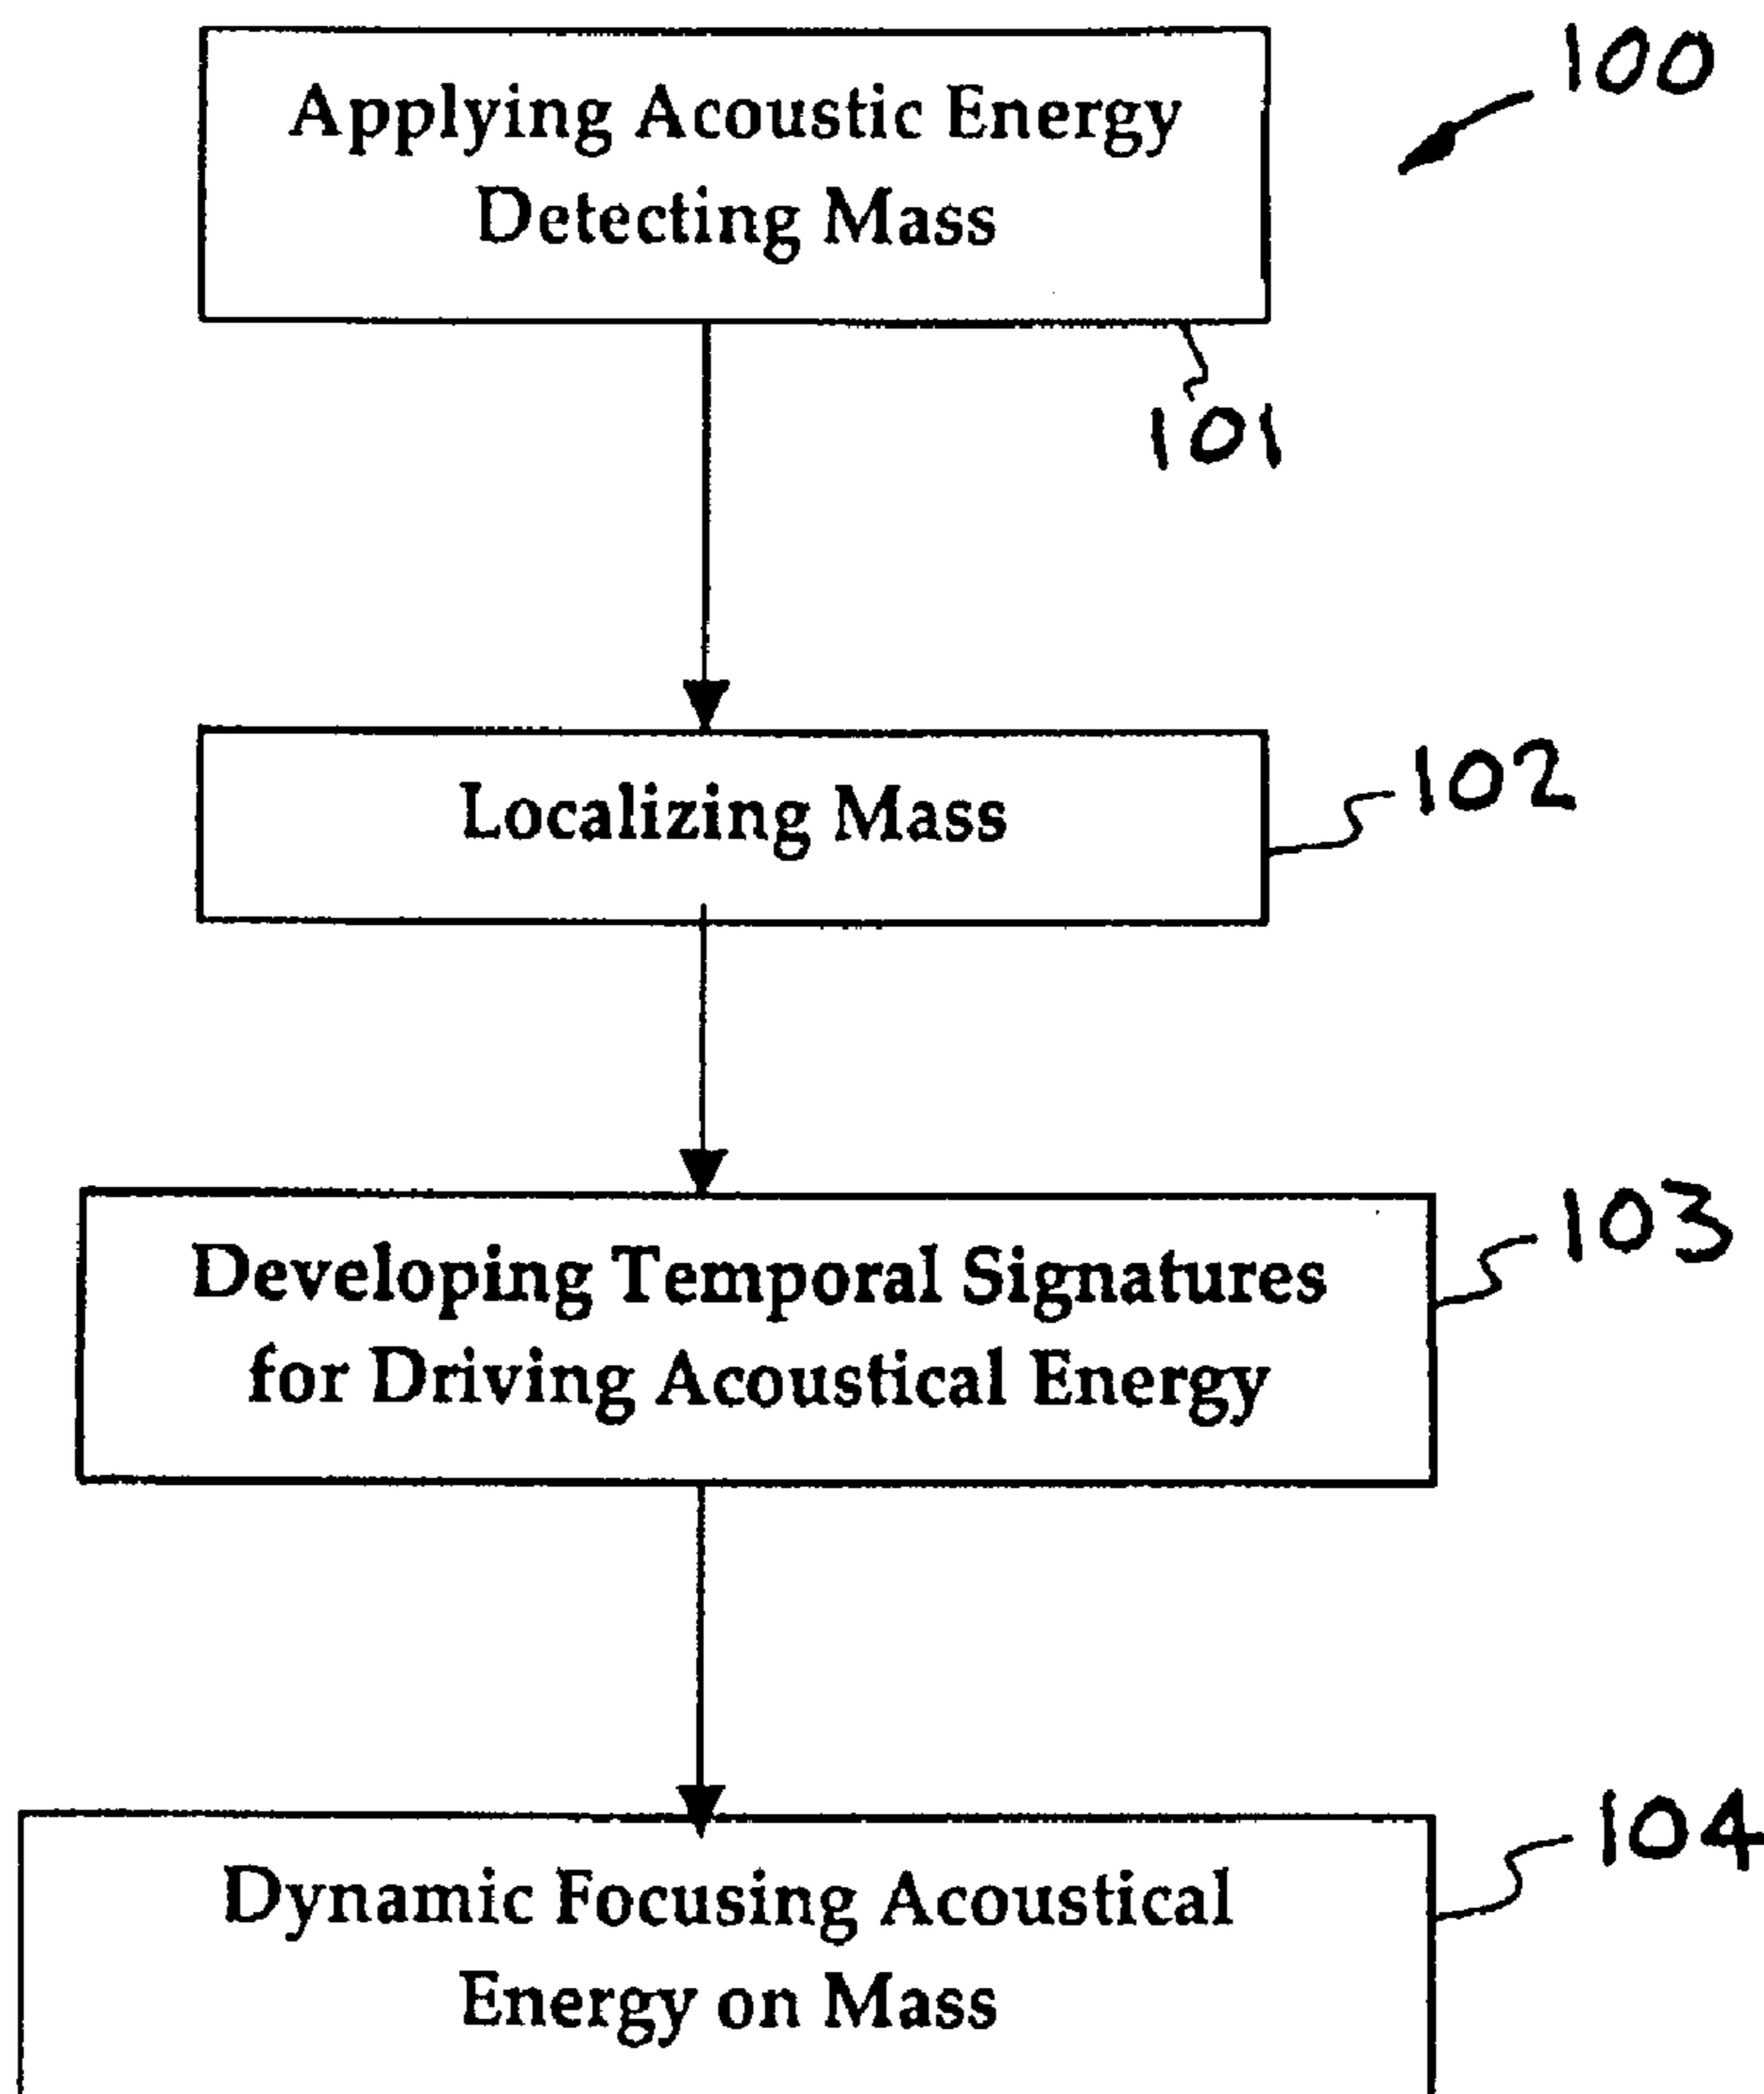 100
Applying Acoustic Energy
Detecting Mass
101
Localizing Mass
102
Developing Temporal Signatures
for Driving Acoustical Energy
103
Dynamic Focusing Acoustical
Energy on Mass
104